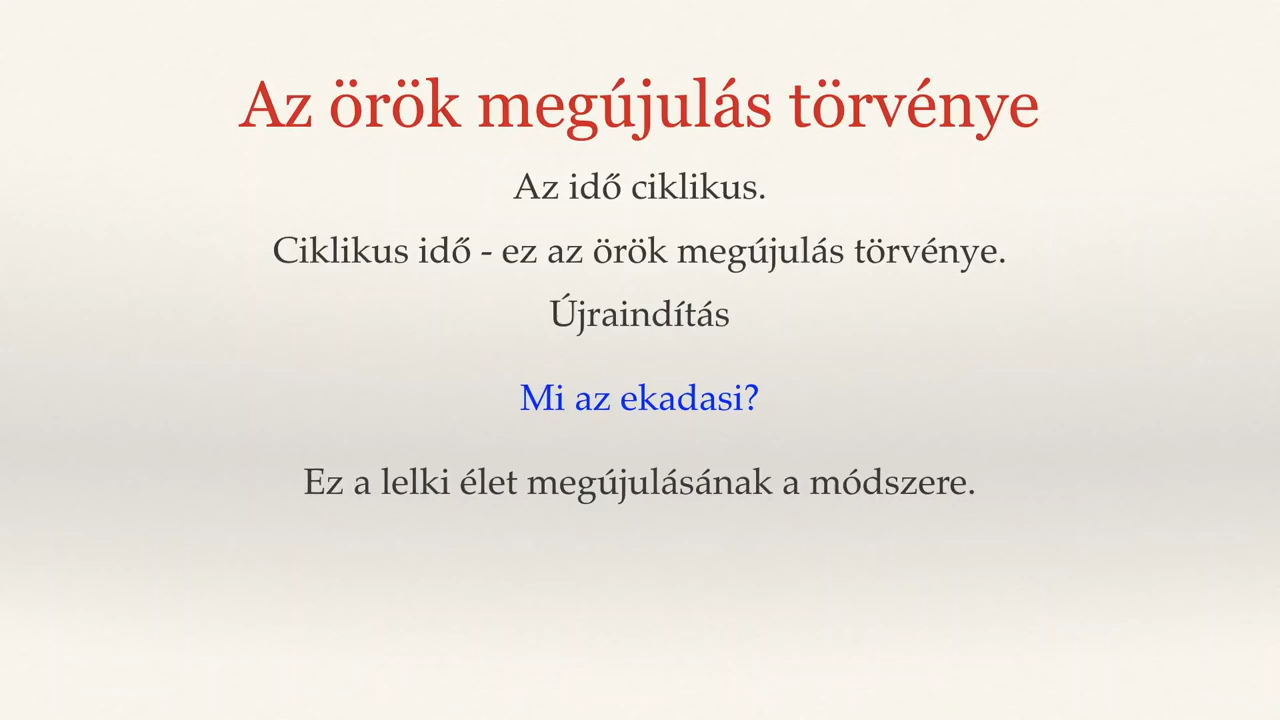 Az örök megújulás törvénye
Az idő ciklikus.
Ciklikus idő - ez az örök megújulás törvénye.
Újraindítás
Mi az ekadasi?
Ez a lelki élet megújulásának a módszere.